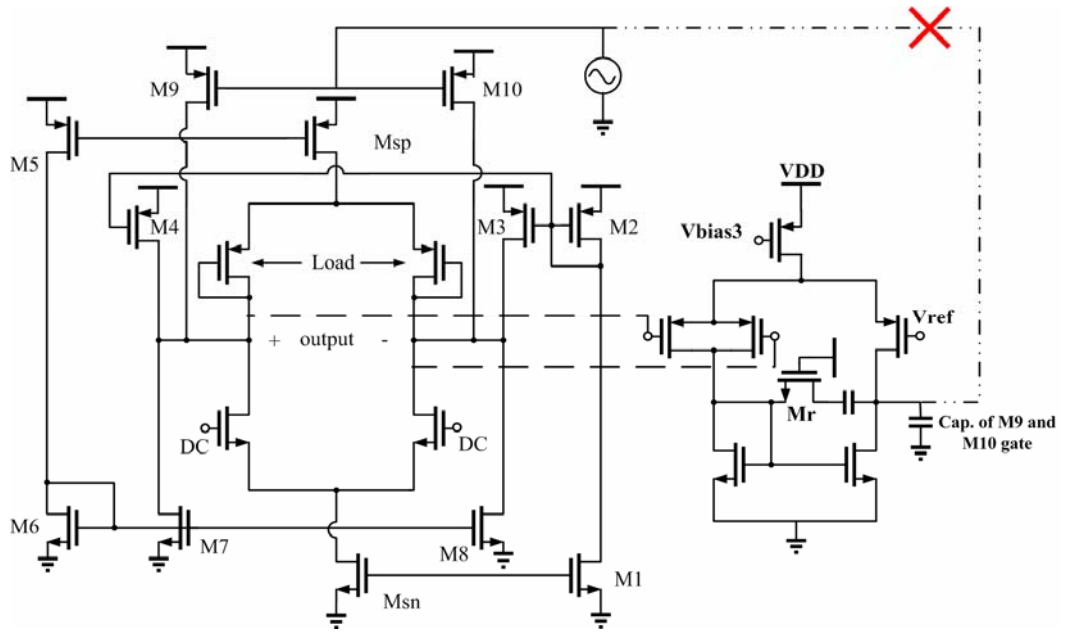 M9
M10
M5
Msp
M4
M3
M2
VDD
Vbias3
Load
Vref
+ output -
Mr
Cap. of M9 and
M10 gate
DC
DC
M6
M7
M8
M1
Msn